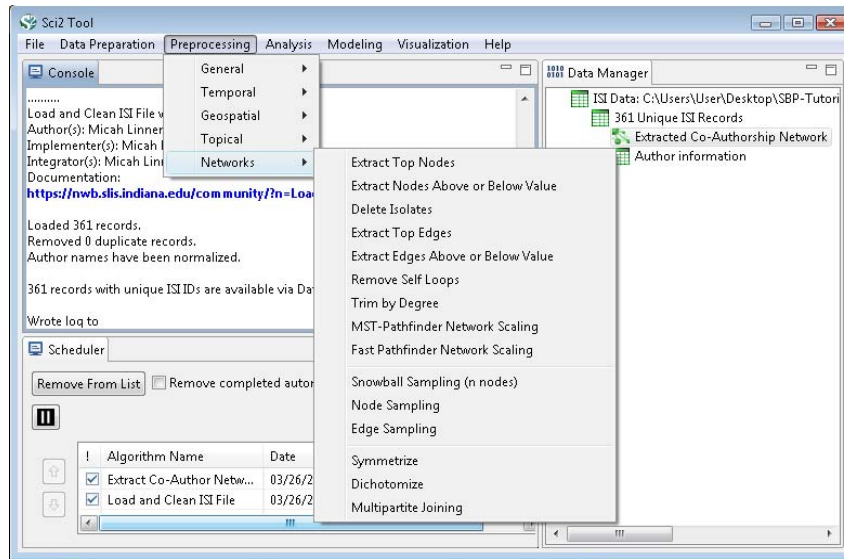 Sci2 Tool
File Data Preparation Preprocessing Analysis Modeling Visualization Help
Console
..........
Load and Clean ISI File
Author(s): Micah Linner
Implementer(s): Micah
Integrator(s): Micah Lin
Documentation:
https://nwb.slis.indiana.edu/community/?n=Loa
Loaded 361 records.
Removed 0 duplicate records.
Author names have been normalized.
361 records with unique ISI IDs are available via Da
Wrote log to
General
Temporal
Geospatial
Topical
Networks
Extract Top Nodes
Extract Nodes Above or Below Value
Delete Isolates
Extract Top Edges
Extract Edges Above or Below Value
Remove Self Loops
Trim by Degree
MST-Pathfinder Network Scaling
Fast Pathfinder Network Scaling
Snowball Sampling (n nodes)
Node Sampling
Edge Sampling
Symmetrize
Dichotomize
Multipartite Joining
Data Manager
ISI Data: C:\Users\User\Desktop\SBP-Tutori
361 Unique ISI Records
Extracted Co-Authorship Network
Author information
Scheduler
Remove From List Remove completed autor
! Algorithm Name Date
Extract Co-Author Netw... 03/26/2
Load and Clean ISI File 03/26/2